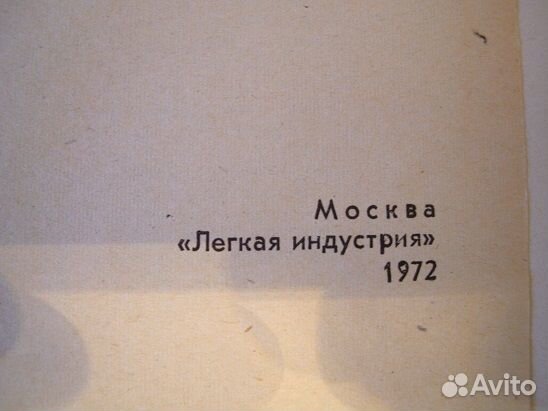 Москва
«Легкая индустрия»
1972
Avito